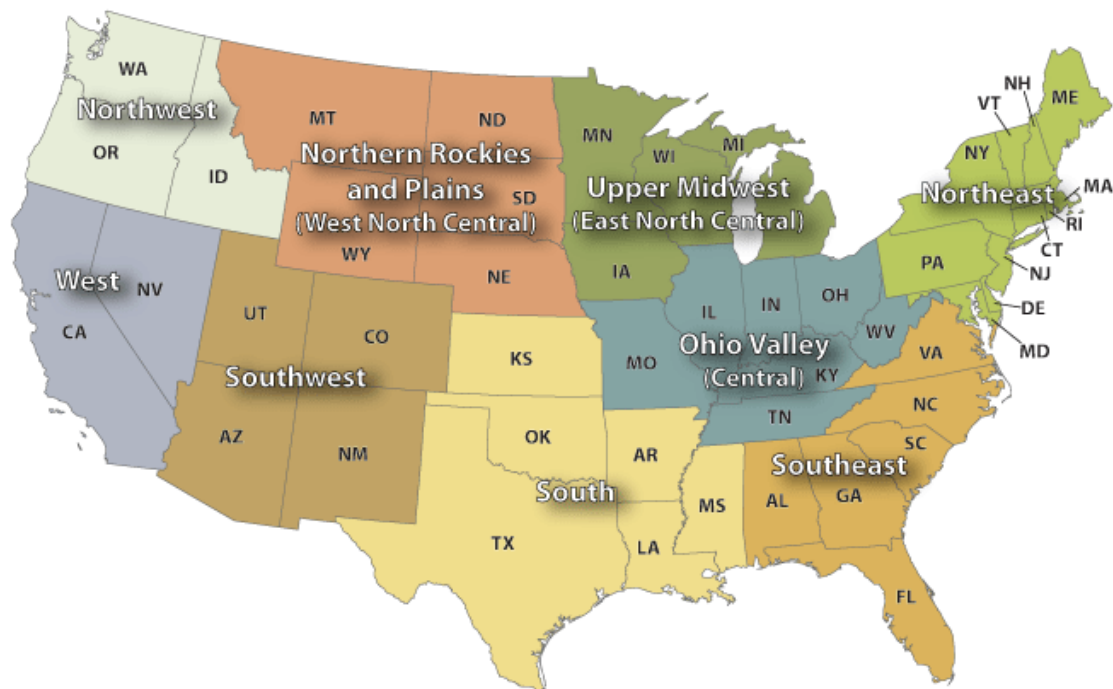 WA
Northwest
OR
ID
MT
ND
Northern Rockies
and Plains
(West North Central)
SD
WY
NE
MN
WI
MI
Upper Midwest
(East North Central)
IA
VT
NH
ME
NY
Northeast
MA
RI
CT
NJ
PA
DE
MD
West
NV
CA
UT
CO
Southwest
AZ
NM
KS
OK
AR
South
TX
LA
MS
IL
IN
OH
WV
Ohio Valley
(Central)
MO
KY
TN
VA
NC
SC
Southeast
AL
GA
FL